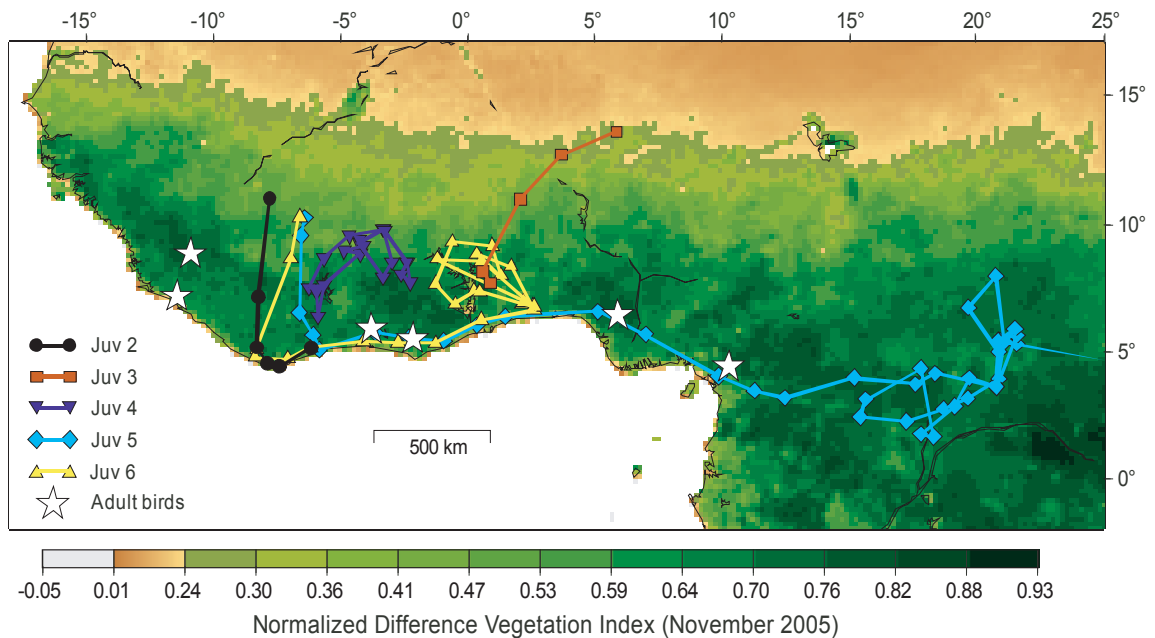 -15° -10° -5° 0° 5° 10° 15° 20° 25°
15°
10°
5°
0°
Juv 2
Juv 3
Juv 4
Juv 5
Juv 6
Adult birds
500 km
-0.05 0.01 0.24 0.30 0.36 0.41 0.47 0.53 0.59 0.64 0.70 0.76 0.82 0.88 0.93
Normalized Difference Vegetation Index (November 2005)